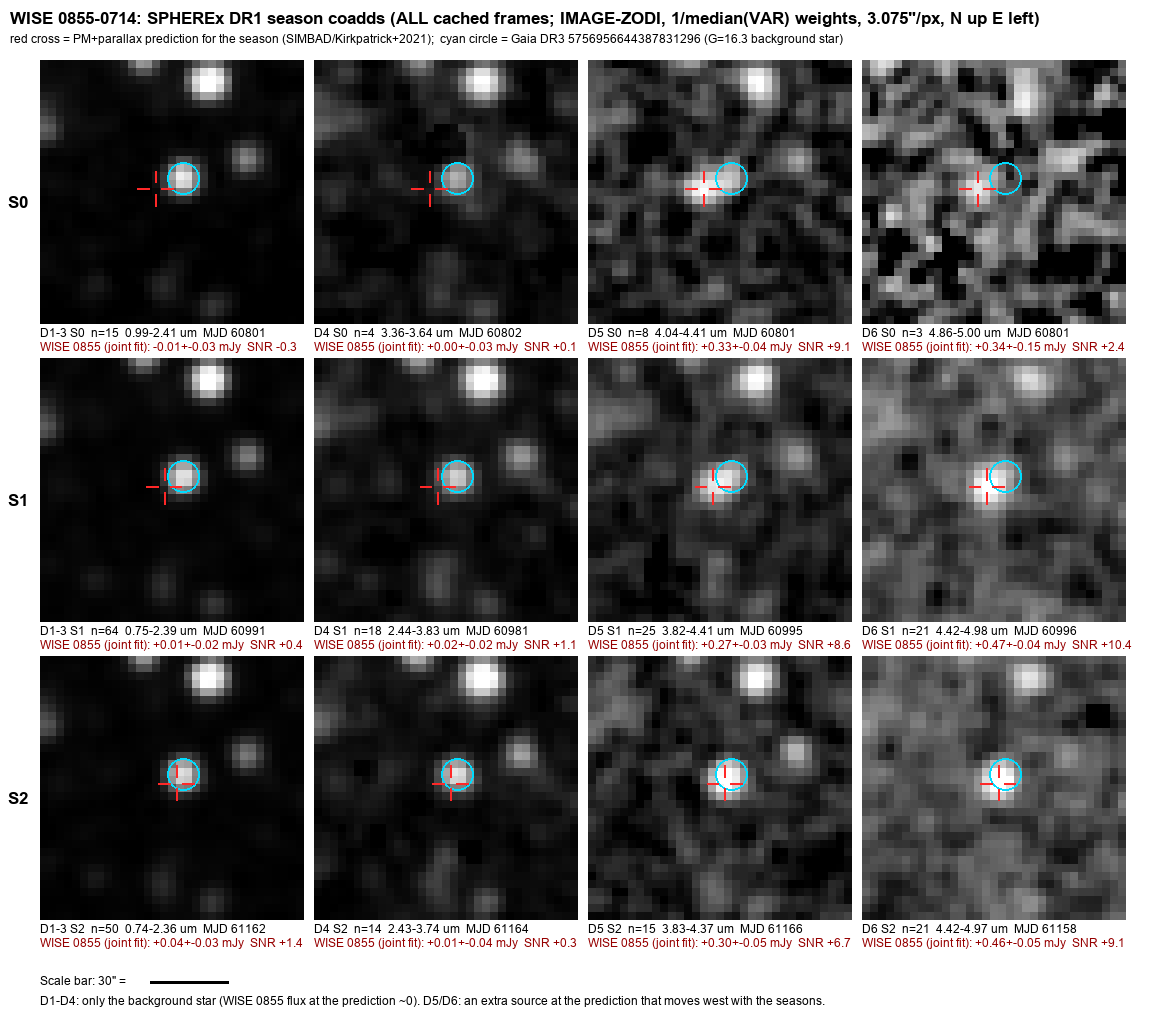 WISE 0855-0714: SPHEREx DR1 season coadds (ALL cached frames; IMAGE-ZODI, 1/median(VAR) weights, 3.075"/px, N up E left)
red cross = PM+parallax prediction for the season (SIMBAD/Kirkpatrick+2021); cyan circle = Gaia DR3 5756956644387831296 (G=16.3 background star)
S0
D1-3 S0 n=15 0.99-2.41 um MJD 60801
WISE 0855 (joint fit): -0.01+-0.03 mJy SNR -0.3
D4 S0 n=4 3.36-3.64 um MJD 60802
WISE 0855 (joint fit): +0.00+-0.03 mJy SNR +0.1
D5 S0 n=8 4.04-4.41 um MJD 60801
WISE 0855 (joint fit): +0.33+-0.04 mJy SNR +9.1
D6 S0 n=3 4.86-5.00 um MJD 60801
WISE 0855 (joint fit): +0.34+-0.15 mJy SNR +2.4
S1
D1-3 S1 n=64 0.75-2.39 um MJD 60991
WISE 0855 (joint fit): +0.01+-0.02 mJy SNR +0.4
D4 S1 n=18 2.44-3.83 um MJD 60981
WISE 0855 (joint fit): +0.02+-0.02 mJy SNR +1.1
D5 S1 n=25 3.82-4.41 um MJD 60995
WISE 0855 (joint fit): +0.27+-0.03 mJy SNR +8.6
D6 S1 n=21 4.42-4.98 um MJD 60996
WISE 0855 (joint fit): +0.47+-0.04 mJy SNR +10.4
S2
D1-3 S2 n=50 0.74-2.36 um MJD 61162
WISE 0855 (joint fit): +0.04+-0.03 mJy SNR +1.4
D4 S2 n=14 2.43-3.74 um MJD 61164
WISE 0855 (joint fit): +0.01+-0.04 mJy SNR +0.3
D5 S2 n=15 3.83-4.37 um MJD 61166
WISE 0855 (joint fit): +0.30+-0.05 mJy SNR +6.7
D6 S2 n=21 4.42-4.97 um MJD 61158
WISE 0855 (joint fit): +0.46+-0.05 mJy SNR +9.1
Scale bar: 30" =
D1-D4: only the background star (WISE 0855 flux at the prediction ~0). D5/D6: an extra source at the prediction that moves west with the seasons.